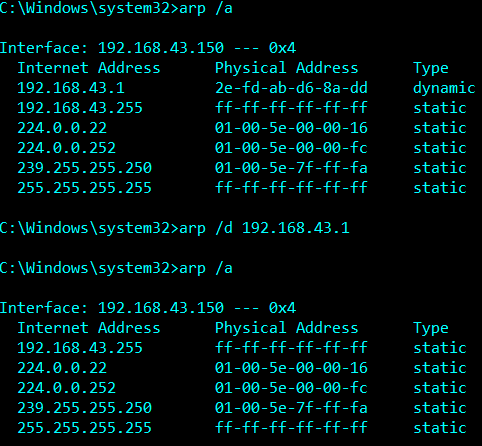 C:\Windows\system32>arp /a
Interface: 192.168.43.150 --- 0x4
Internet Address Physical Address Type
192.168.43.1 2e-fd-ab-d6-8a-dd dynamic
192.168.43.255 ff-ff-ff-ff-ff-ff static
224.0.0.22 01-00-5e-00-00-16 static
224.0.0.252 01-00-5e-00-00-fc static
239.255.255.250 01-00-5e-7f-ff-fa static
255.255.255.255 ff-ff-ff-ff-ff-ff static
C:\Windows\system32>arp /d 192.168.43.1
C:\Windows\system32>arp /a
Interface: 192.168.43.150 --- 0x4
Internet Address Physical Address Type
192.168.43.255 ff-ff-ff-ff-ff-ff static
224.0.0.22 01-00-5e-00-00-16 static
224.0.0.252 01-00-5e-00-00-fc static
239.255.255.250 01-00-5e-7f-ff-fa static
255.255.255.255 ff-ff-ff-ff-ff-ff static